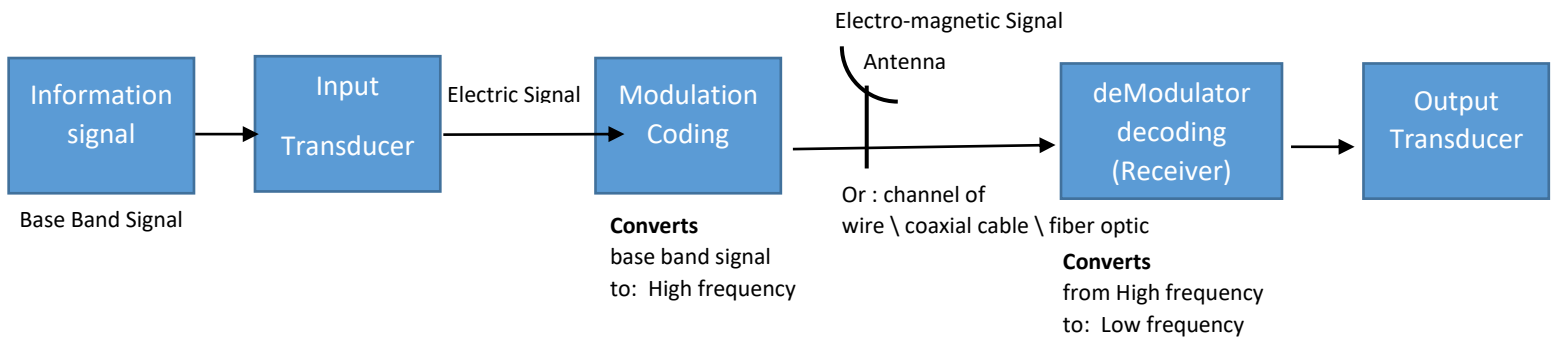 Information
signal
Base Band Signal
Input
Transducer
Electric Signal
Modulation
Coding
Converts
base band signal
to:  High frequency
Electro-magnetic Signal
Antenna
Or : channel of
wire \ coaxial cable \ fiber optic
deModulator
decoding
(Receiver)
Converts
from High frequency
to:  Low frequency
Output
Transducer